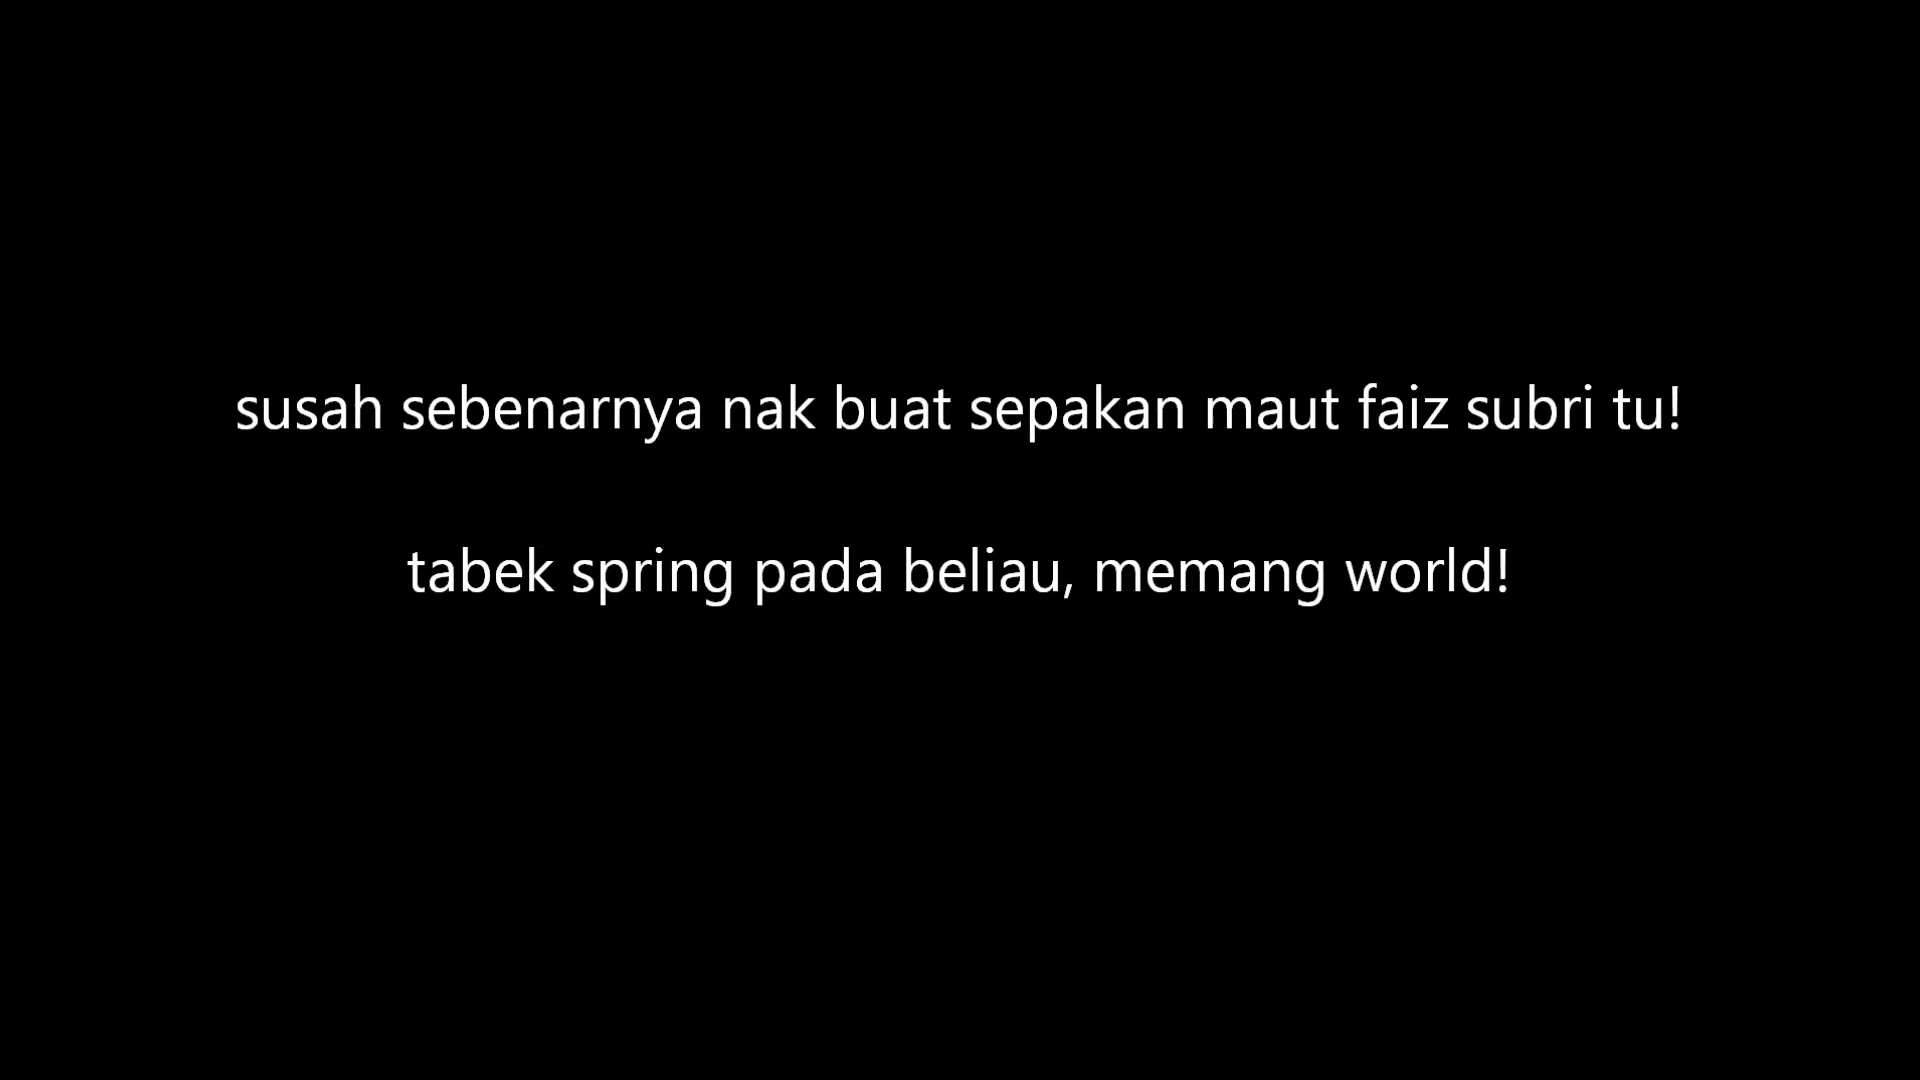 susah sebenarnya nak buat sepakan maut faiz subri tu!
tabek spring pada beliau, memang world!